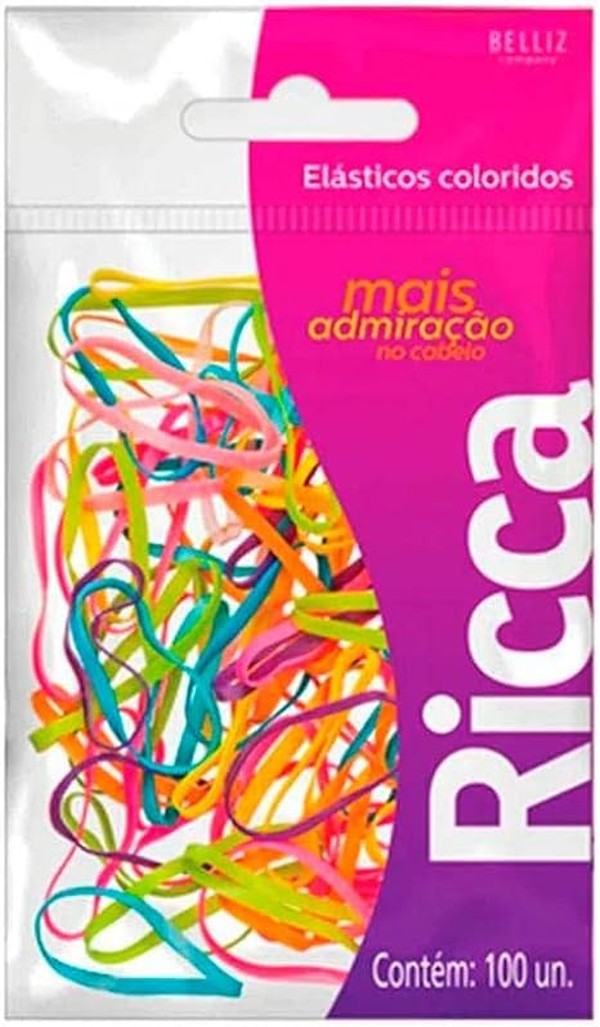 BELLIZ
company
Elásticos coloridos
mais
admiração
no cabelo
Ricca
Contém: 100 un.